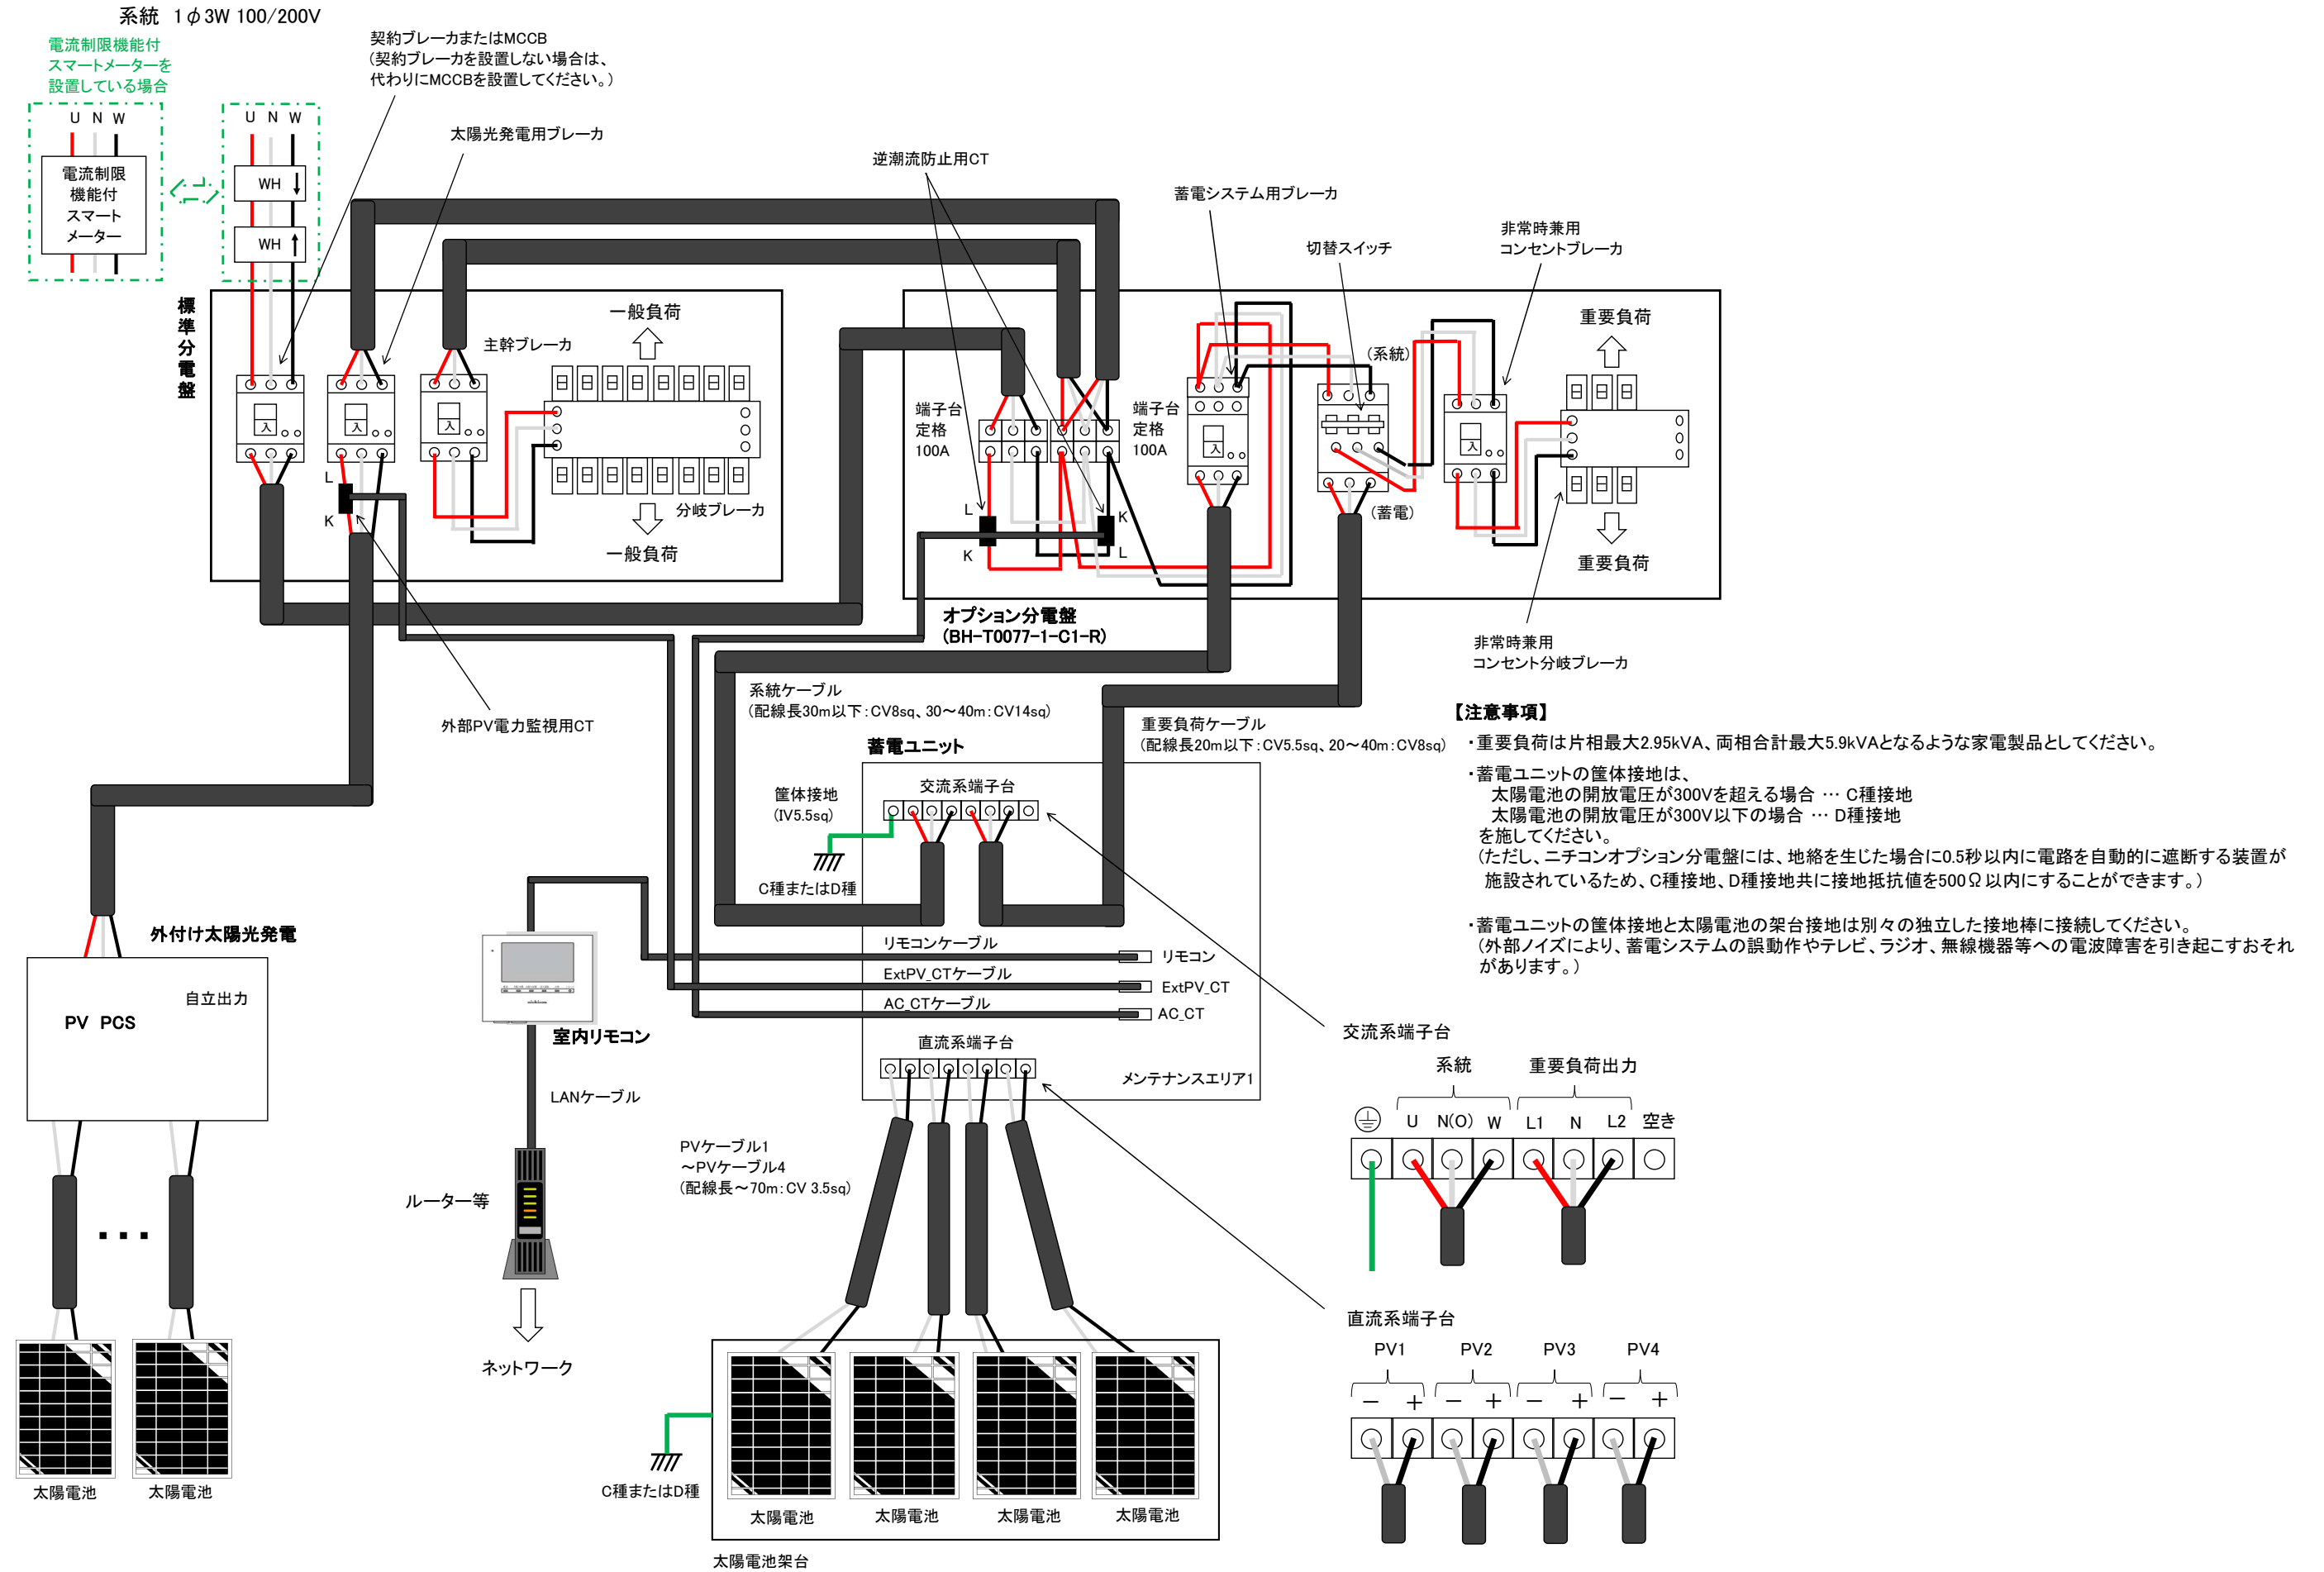 系統 1φ3W 100/200V
電流制限機能付
スマートメーターを
設置している場合
U N W
電流制限
機能付
スマート
メーター
U N W
WH
WH
契約ブレーカまたはMCCB
(契約ブレーカを設置しない場合は、
代わりにMCCBを設置してください。)
太陽光発電用ブレーカ
逆潮流防止用CT
蓄電システム用ブレーカ
切替スイッチ
非常時兼用
コンセントブレーカ
標準分電盤
一般負荷
主幹ブレーカ
入
入
入
L
K
分岐ブレーカ
一般負荷
端子台
定格
100A
端子台
定格
100A
L
K
K
L
入
(系統)
(蓄電)
入
重要負荷
重要負荷
オプション分電盤
(BH-T0077-1-C1-R)
非常時兼用
コンセント分岐ブレーカ
外部PV電力監視用CT
系統ケーブル
(配線長30m以下:CV8sq、30～40m:CV14sq)
重要負荷ケーブル
(配線長20m以下:CV5.5sq、20～40m:CV8sq)
【注意事項】
・重要負荷は片相最大2.95kVA、両相合計最大5.9kVAとなるような家電製品としてください。
・蓄電ユニットの筐体接地は、
太陽電池の開放電圧が300Vを超える場合 … C種接地
太陽電池の開放電圧が300V以下の場合 … D種接地
を施してください。
(ただし、ニチコンオプション分電盤には、地絡を生じた場合に0.5秒以内に電路を自動的に遮断する装置が
施設されているため、C種接地、D種接地共に接地抵抗値を500Ω以内にすることができます。)
・蓄電ユニットの筐体接地と太陽電池の架台接地は別々の独立した接地棒に接続してください。
(外部ノイズにより、蓄電システムの誤動作やテレビ、ラジオ、無線機器等への電波障害を引き起こすおそれ
があります。)
蓄電ユニット
交流系端子台
筐体接地
(IV5.5sq)
C種またはD種
リモコンケーブル
リモコン
ExtPV_CTケーブル
ExtPV_CT
AC_CTケーブル
AC_CT
直流系端子台
メンテナンスエリア1
外付け太陽光発電
自立出力
PV PCS
・・・
太陽電池
太陽電池
室内リモコン
LANケーブル
ルーター等
ネットワーク
PVケーブル1
～PVケーブル4
(配線長～70m:CV 3.5sq)
C種またはD種
太陽電池
太陽電池
太陽電池
太陽電池
太陽電池架台
交流系端子台
系統 重要負荷出力
U N(O) W L1 N L2 空き
直流系端子台
PV1 PV2 PV3 PV4
－ ＋ － ＋ － ＋ － ＋